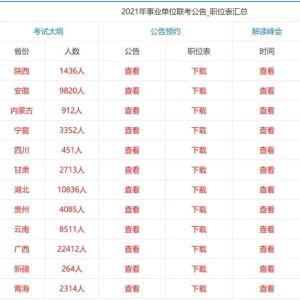 2021年事业单位联考公告_职位表汇总
考试大纲 公告预约 解读峰会
省份 人数 公告 职位表 时间
陕西 1436人 查看 下载 查看
安徽 9820人 查看 下载 查看
内蒙古 912人 查看 下载 查看
宁夏 3352人 查看 下载 查看
四川 451人 查看 下载 查看
甘肃 2713人 查看 下载 查看
湖北 10836人 查看 下载 查看
贵州 4085人 查看 下载 查看
云南 8511人 查看 下载 查看
广西 22412人 查看 下载 查看
新疆 264人 查看 下载 查看
青海 2314人 查看 下载 查看